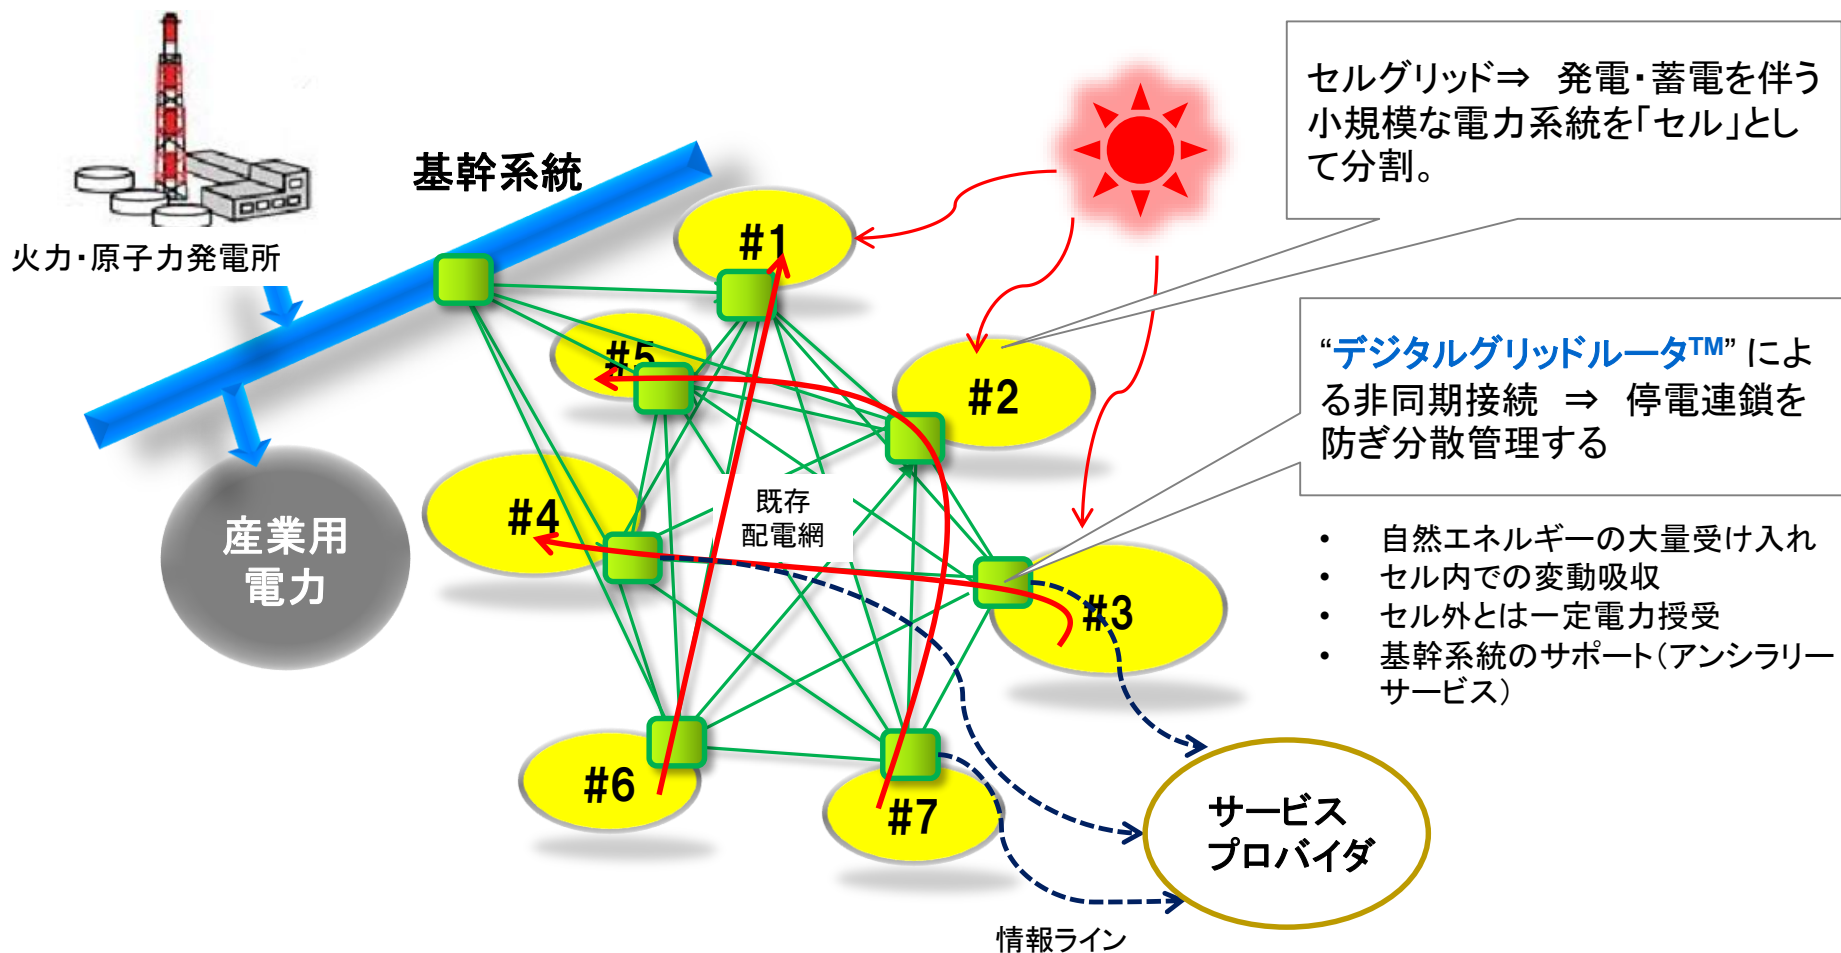 火力・原子力発電所
基幹系統
産業用
電力
#1
#5
#2
#4
#3
#6
#7
既存
配電網
セルグリッド⇒ 発電・蓄電を伴う
小規模な電力系統を「セル」とし
て分割。
“デジタルグリッドルータTM” によ
る非同期接続 ⇒ 停電連鎖を
防ぎ分散管理する
• 自然エネルギーの大量受け入れ
• セル内での変動吸収
• セル外とは一定電力授受
• 基幹系統のサポート（アンシラリー
サービス）
サービス
プロバイダ
情報ライン